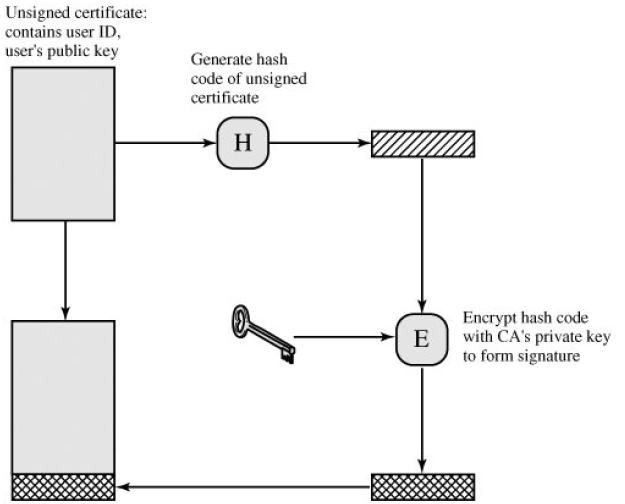 Unsigned certificate:
contains user ID,
user's public key
Generate hash
code of unsigned
certificate
H
E
Encrypt hash code
with CA's private key
to form signature